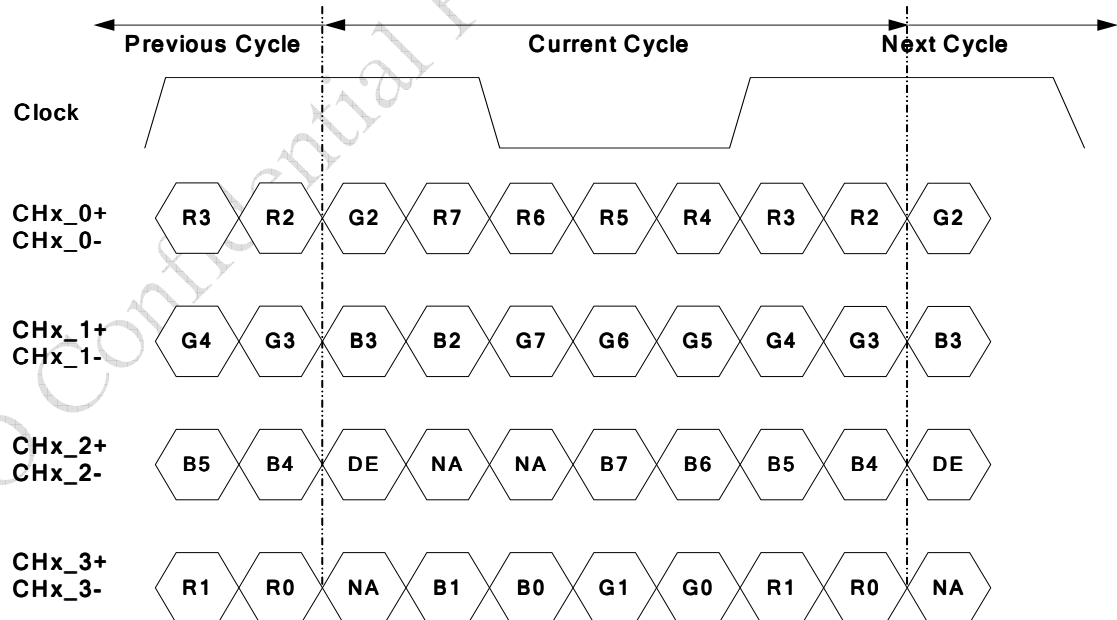 Previous Cycle Current Cycle Next Cycle
Clock
CHx_0+
CHx_0-
R3 R2 G2 R7 R6 R5 R4 R3 R2 G2
CHx_1+
CHx_1-
G4 G3 B3 B2 G7 G6 G5 G4 G3 B3
CHx_2+
CHx_2-
B5 B4 DE NA NA B7 B6 B5 B4 DE
CHx_3+
CHx_3-
R1 R0 NA B1 B0 G1 G0 R1 R0 NA
Confidential